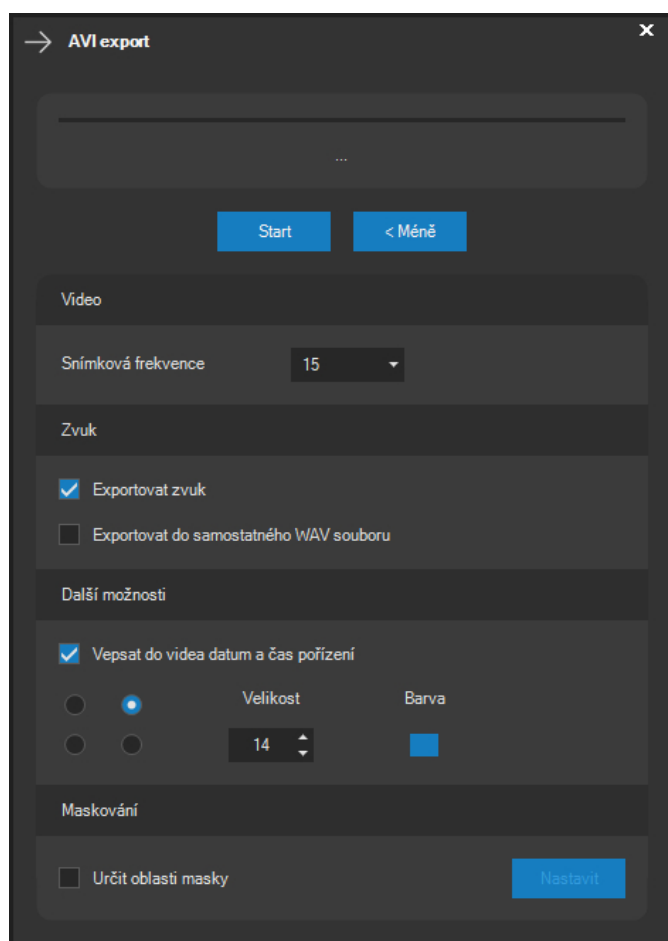 AVI export
...
Start
< Méně
Video
Snímková frekvence 15
Zvuk
Exportovat zvuk
Exportovat do samostatného WAV souboru
Další možnosti
Vepsat do videa datum a čas pořízení
Velikost Barva
14
Maskování
Určit oblasti masky Nastavit